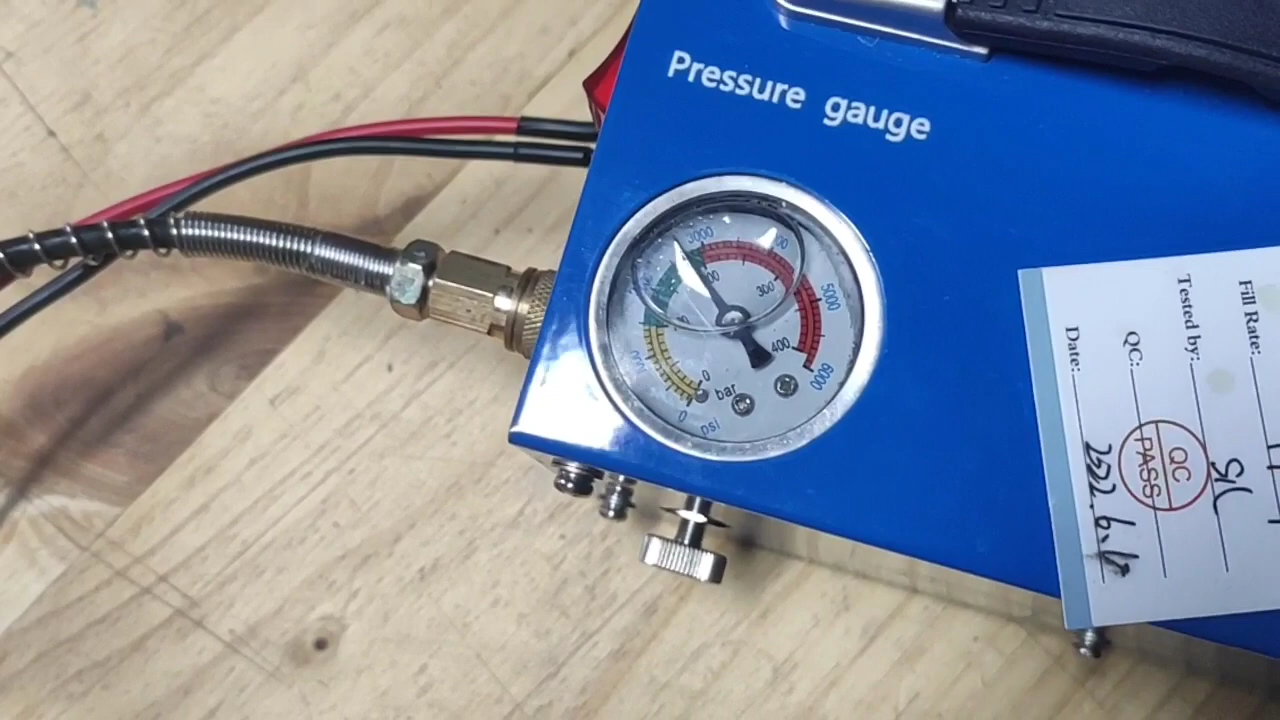 Pressure gauge
3000
5000
6000
300
400
0
bar
0
psi
Fill Rate:
Tested by:
QC:
Date:
QC
PASS